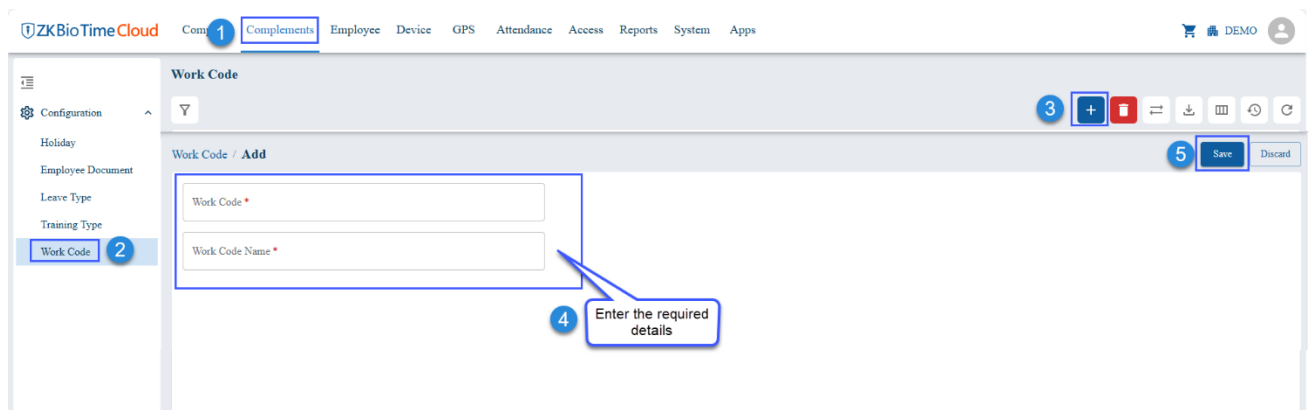 ZKBioTime Cloud
1
Complements
Employee
Device
GPS
Attendance
Access
Reports
System
Apps
DEMO
Work Code
Configuration
3
Holiday
Employee Document
Leave Type
Training Type
Work Code
2
Work Code / Add
5
Save
Discard
Work Code *
Work Code Name *
4
Enter the required
details